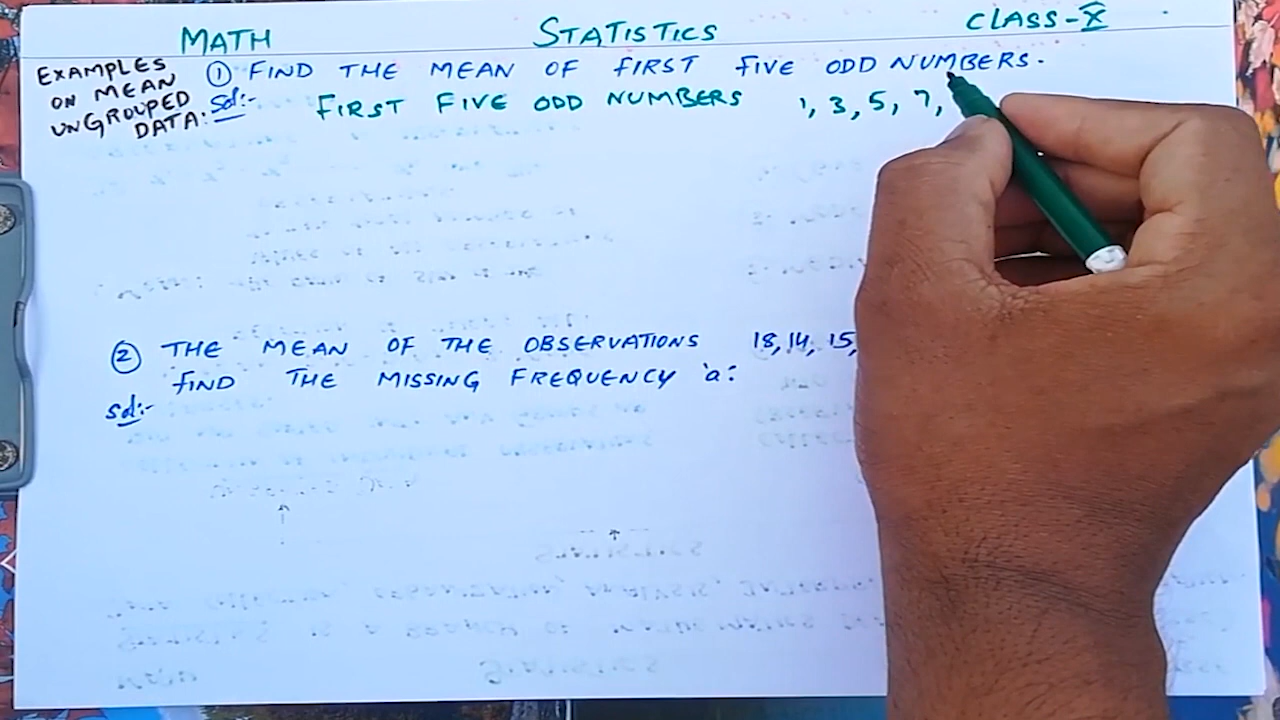 MATH STATISTICS CLASS-X
EXAMPLES
ON MEAN
UNGROUPED
DATA:
① FIND THE MEAN OF FIRST FIVE ODD NUMBERS.
Sol:- FIRST FIVE ODD NUMBERS 1, 3, 5, 7,
② THE MEAN OF THE OBSERVATIONS 18, 14, 15,
FIND THE MISSING FREQUENCY 'a:
Sol:-